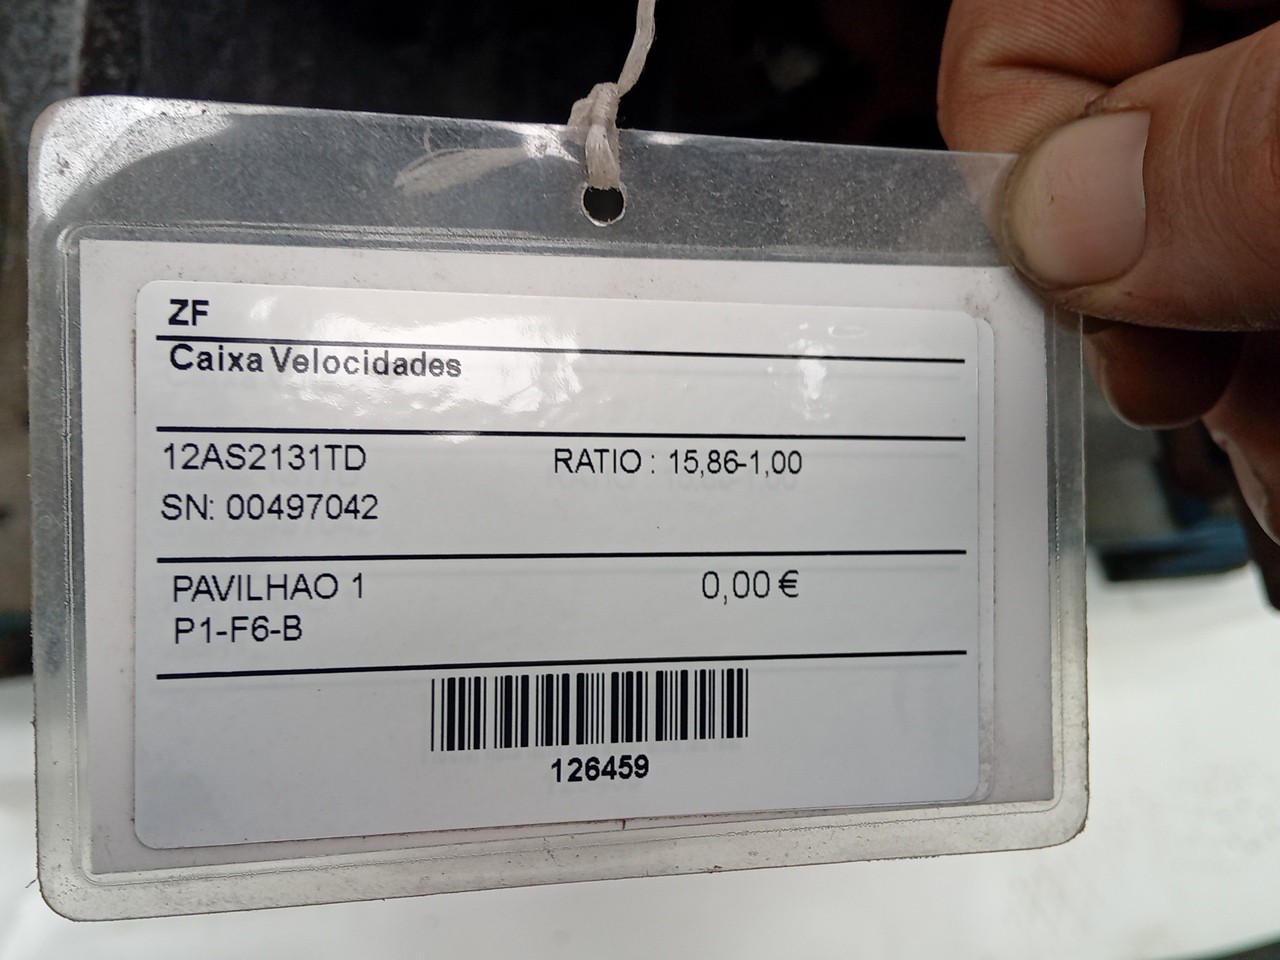 ZF
Caixa Velocidades
12AS2131TD RATIO : 15,86-1,00
SN: 00497042
PAVILHAO 1 0,00 €
P1-F6-B
126459